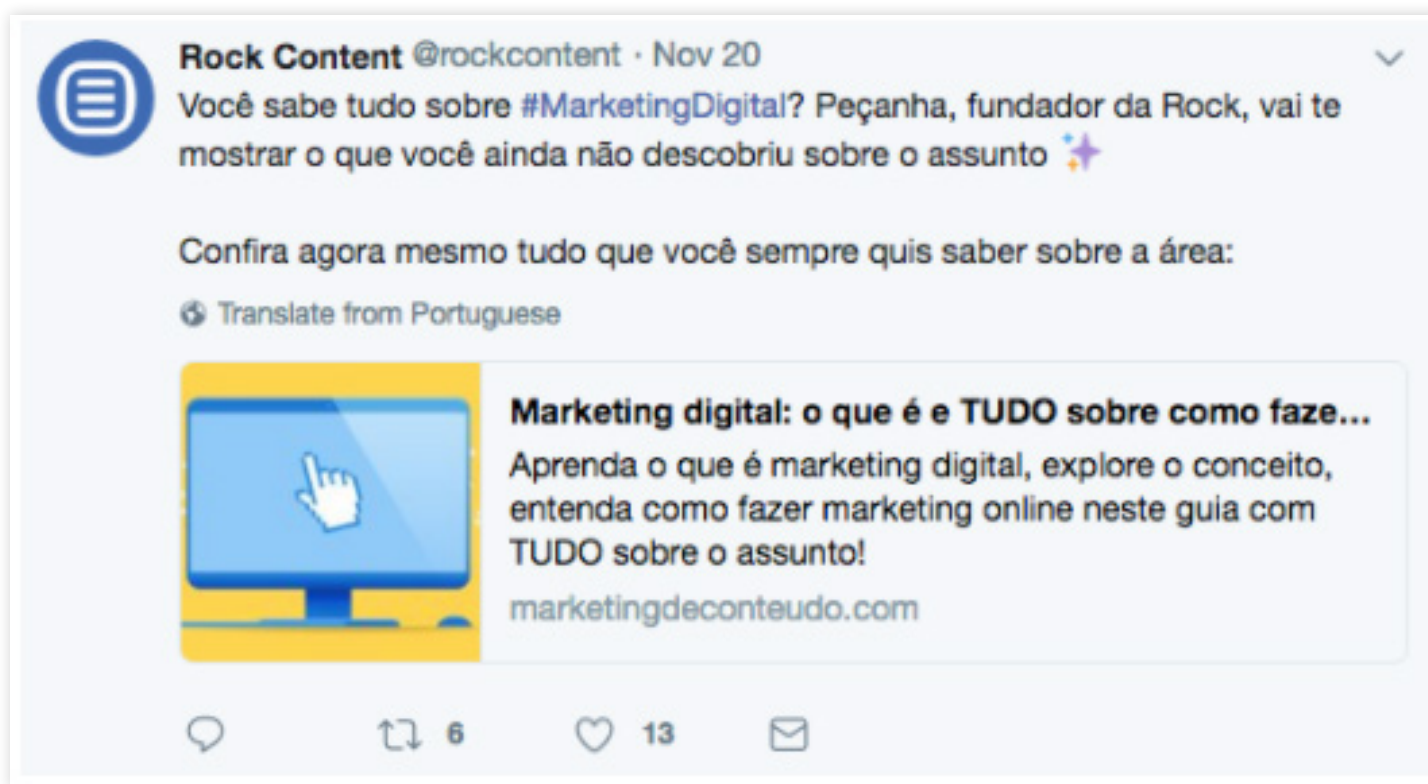 Rock Content @rockcontent · Nov 20
Você sabe tudo sobre #MarketingDigital? Peçanha, fundador da Rock, vai te
mostrar o que você ainda não descobriu sobre o assunto ✨
Confira agora mesmo tudo que você sempre quis saber sobre a área:
Translate from Portuguese
Marketing digital: o que é e TUDO sobre como faze...
Aprenda o que é marketing digital, explore o conceito,
entenda como fazer marketing online neste guia com
TUDO sobre o assunto!
marketingdeconteudo.com
6 13